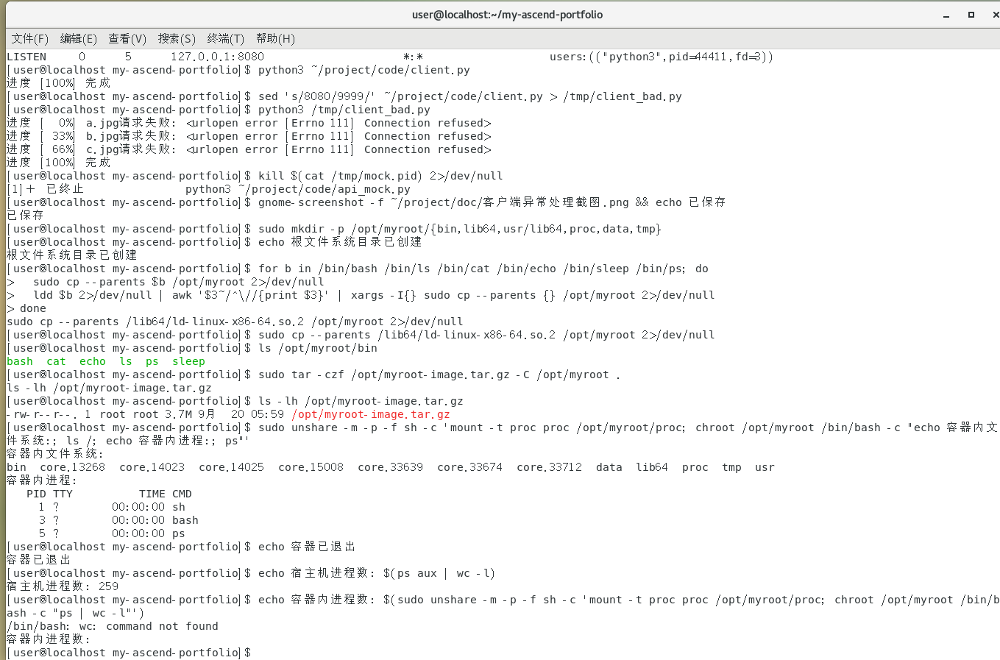 user@localhost:~/my-ascend-portfolio
文件(F) 编辑(E) 查看(V) 搜索(S) 终端(T) 帮助(H)
LISTEN 0 5 127.0.0.1:8080 *:* users:(("python3",pid=44411,fd=3))
[user@localhost my-ascend-portfolio]$ python3 ~/project/code/client.py
进度 [100%] 完成
[user@localhost my-ascend-portfolio]$ sed 's/8080/9999/' ~/project/code/client.py > /tmp/client_bad.py
[user@localhost my-ascend-portfolio]$ python3 /tmp/client_bad.py
进度 [  0%] a.jpg请求失败: <urlopen error [Errno 111] Connection refused>
进度 [ 33%] b.jpg请求失败: <urlopen error [Errno 111] Connection refused>
进度 [ 66%] c.jpg请求失败: <urlopen error [Errno 111] Connection refused>
进度 [100%] 完成
[user@localhost my-ascend-portfolio]$ kill $(cat /tmp/mock.pid) 2>/dev/null
[1]+ 已终止 python3 ~/project/code/api_mock.py
[user@localhost my-ascend-portfolio]$ gnome-screenshot -f ~/project/doc/客户端异常处理截图.png && echo 已保存
已保存
[user@localhost my-ascend-portfolio]$ sudo mkdir -p /opt/myroot/{bin,lib64,usr/lib64,proc,data,tmp}
[user@localhost my-ascend-portfolio]$ echo 根文件系统目录已创建
根文件系统目录已创建
[user@localhost my-ascend-portfolio]$ for b in /bin/bash /bin/ls /bin/cat /bin/echo /bin/sleep /bin/ps; do
>   sudo cp --parents $b /opt/myroot 2>/dev/null
>   ldd $b 2>/dev/null | awk '$3~/^\//{print $3}' | xargs -I{} sudo cp --parents {} /opt/myroot 2>/dev/null
> done
sudo cp --parents /lib64/ld-linux-x86-64.so.2 /opt/myroot 2>/dev/null
[user@localhost my-ascend-portfolio]$ sudo cp --parents /lib64/ld-linux-x86-64.so.2 /opt/myroot 2>/dev/null
[user@localhost my-ascend-portfolio]$ ls /opt/myroot/bin
bash  cat  echo  ls  ps  sleep
[user@localhost my-ascend-portfolio]$ sudo tar -czf /opt/myroot-image.tar.gz -C /opt/myroot .
ls -lh /opt/myroot-image.tar.gz
[user@localhost my-ascend-portfolio]$ ls -lh /opt/myroot-image.tar.gz
-rw-r--r--. 1 root root 3.7M 9月  20 05:59 /opt/myroot-image.tar.gz
[user@localhost my-ascend-portfolio]$ sudo unshare -m -p -f sh -c 'mount -t proc proc /opt/myroot/proc; chroot /opt/myroot /bin/bash -c "echo 容器内文
件系统:; ls /; echo 容器内进程:; ps"'
容器内文件系统:
bin  core.13268  core.14023  core.14025  core.15008  core.33639  core.33674  core.33712  data  lib64  proc  tmp  usr
容器内进程:
PID TTY TIME CMD
1 ? 00:00:00 sh
3 ? 00:00:00 bash
5 ? 00:00:00 ps
[user@localhost my-ascend-portfolio]$ echo 容器已退出
容器已退出
[user@localhost my-ascend-portfolio]$ echo 宿主机进程数: $(ps aux | wc -l)
宿主机进程数: 259
[user@localhost my-ascend-portfolio]$ echo 容器内进程数: $(sudo unshare -m -p -f sh -c 'mount -t proc proc /opt/myroot/proc; chroot /opt/myroot /bin/b
ash -c "ps | wc -l"')
/bin/bash: wc: command not found
容器内进程数:
[user@localhost my-ascend-portfolio]$